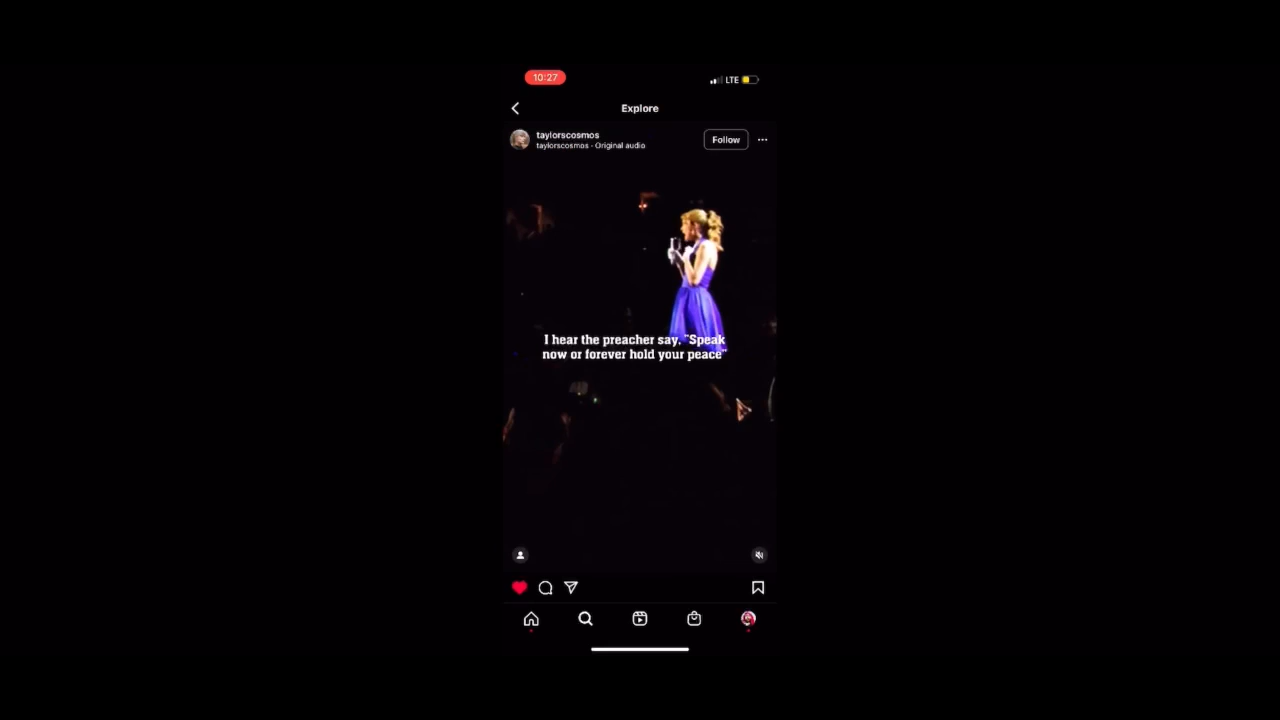 10:27
LTE
Explore
taylorscosmos
Follow
taylorscosmos · Original audio
I hear the preacher say, "Speak
now or forever hold your peace"